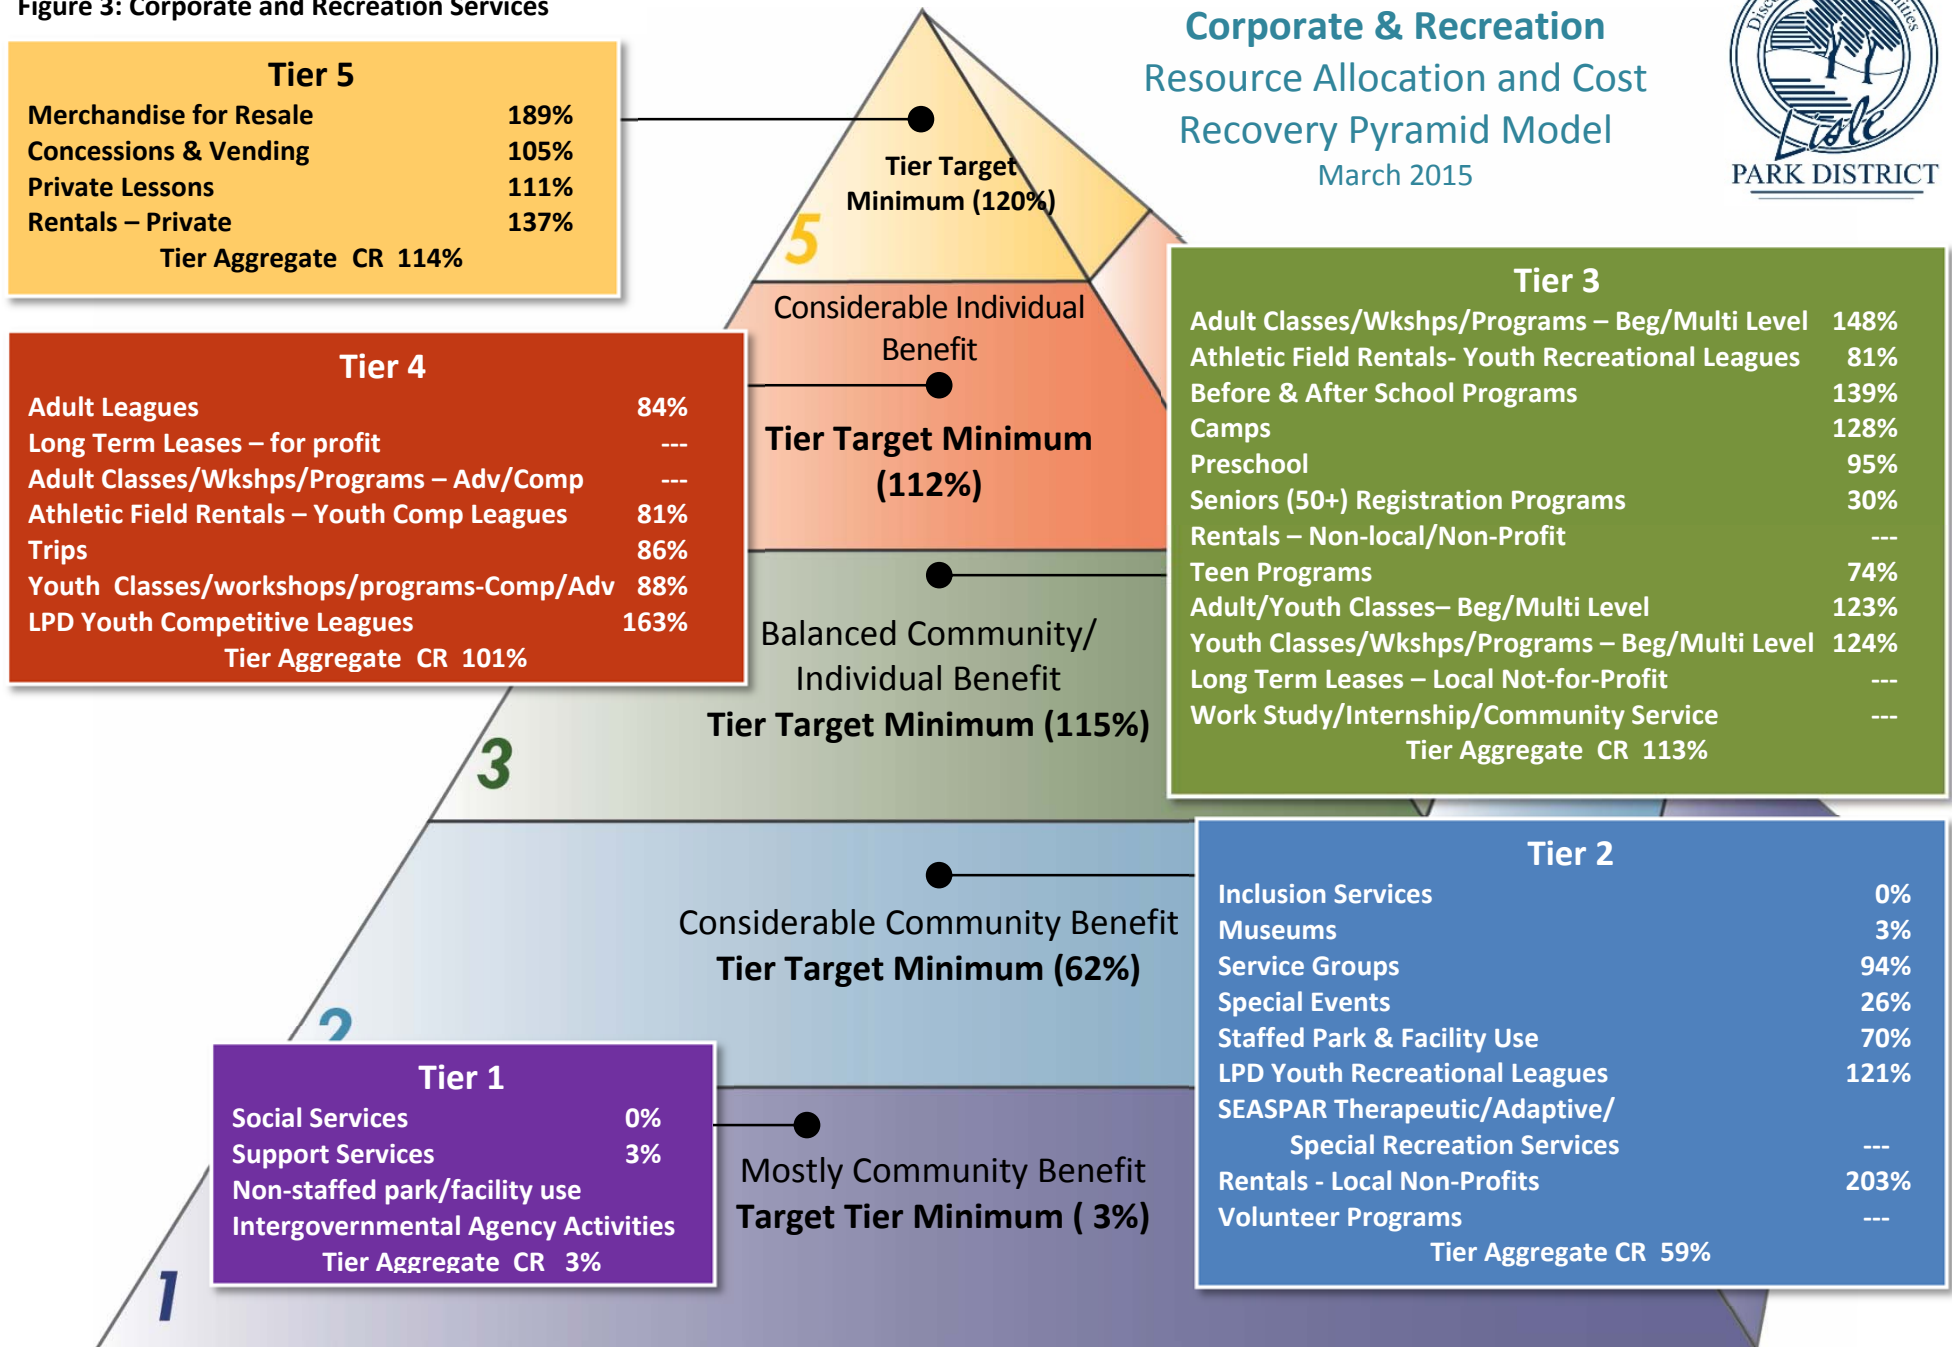 Figure 3: Corporate and Recreation Services
Corporate & Recreation
Resource Allocation and Cost
Recovery Pyramid Model
March 2015
Lisle
PARK DISTRICT
Tier 5
Merchandise for Resale 189%
Concessions & Vending 105%
Private Lessons 111%
Rentals – Private 137%
Tier Aggregate CR 114%
Tier Target
Minimum (120%)
5
Tier 4
Adult Leagues 84%
Long Term Leases – for profit ---
Adult Classes/Wkshps/Programs – Adv/Comp ---
Athletic Field Rentals – Youth Comp Leagues 81%
Trips 86%
Youth Classes/workshops/programs-Comp/Adv 88%
LPD Youth Competitive Leagues 163%
Tier Aggregate CR 101%
Considerable Individual
Benefit
Tier Target Minimum
(112%)
Tier 3
Adult Classes/Wkshps/Programs – Beg/Multi Level 148%
Athletic Field Rentals- Youth Recreational Leagues 81%
Before & After School Programs 139%
Camps 128%
Preschool 95%
Seniors (50+) Registration Programs 30%
Rentals – Non-local/Non-Profit ---
Teen Programs 74%
Adult/Youth Classes– Beg/Multi Level 123%
Youth Classes/Wkshps/Programs – Beg/Multi Level 124%
Long Term Leases – Local Not-for-Profit ---
Work Study/Internship/Community Service ---
Tier Aggregate CR 113%
Balanced Community/
Individual Benefit
Tier Target Minimum (115%)
3
Considerable Community Benefit
Tier Target Minimum (62%)
2
Tier 2
Inclusion Services 0%
Museums 3%
Service Groups 94%
Special Events 26%
Staffed Park & Facility Use 70%
LPD Youth Recreational Leagues 121%
SEASPAR Therapeutic/Adaptive/
Special Recreation Services ---
Rentals - Local Non-Profits 203%
Volunteer Programs ---
Tier Aggregate CR 59%
Tier 1
Social Services 0%
Support Services 3%
Non-staffed park/facility use
Intergovernmental Agency Activities
Tier Aggregate CR 3%
Mostly Community Benefit
Target Tier Minimum ( 3%)
1